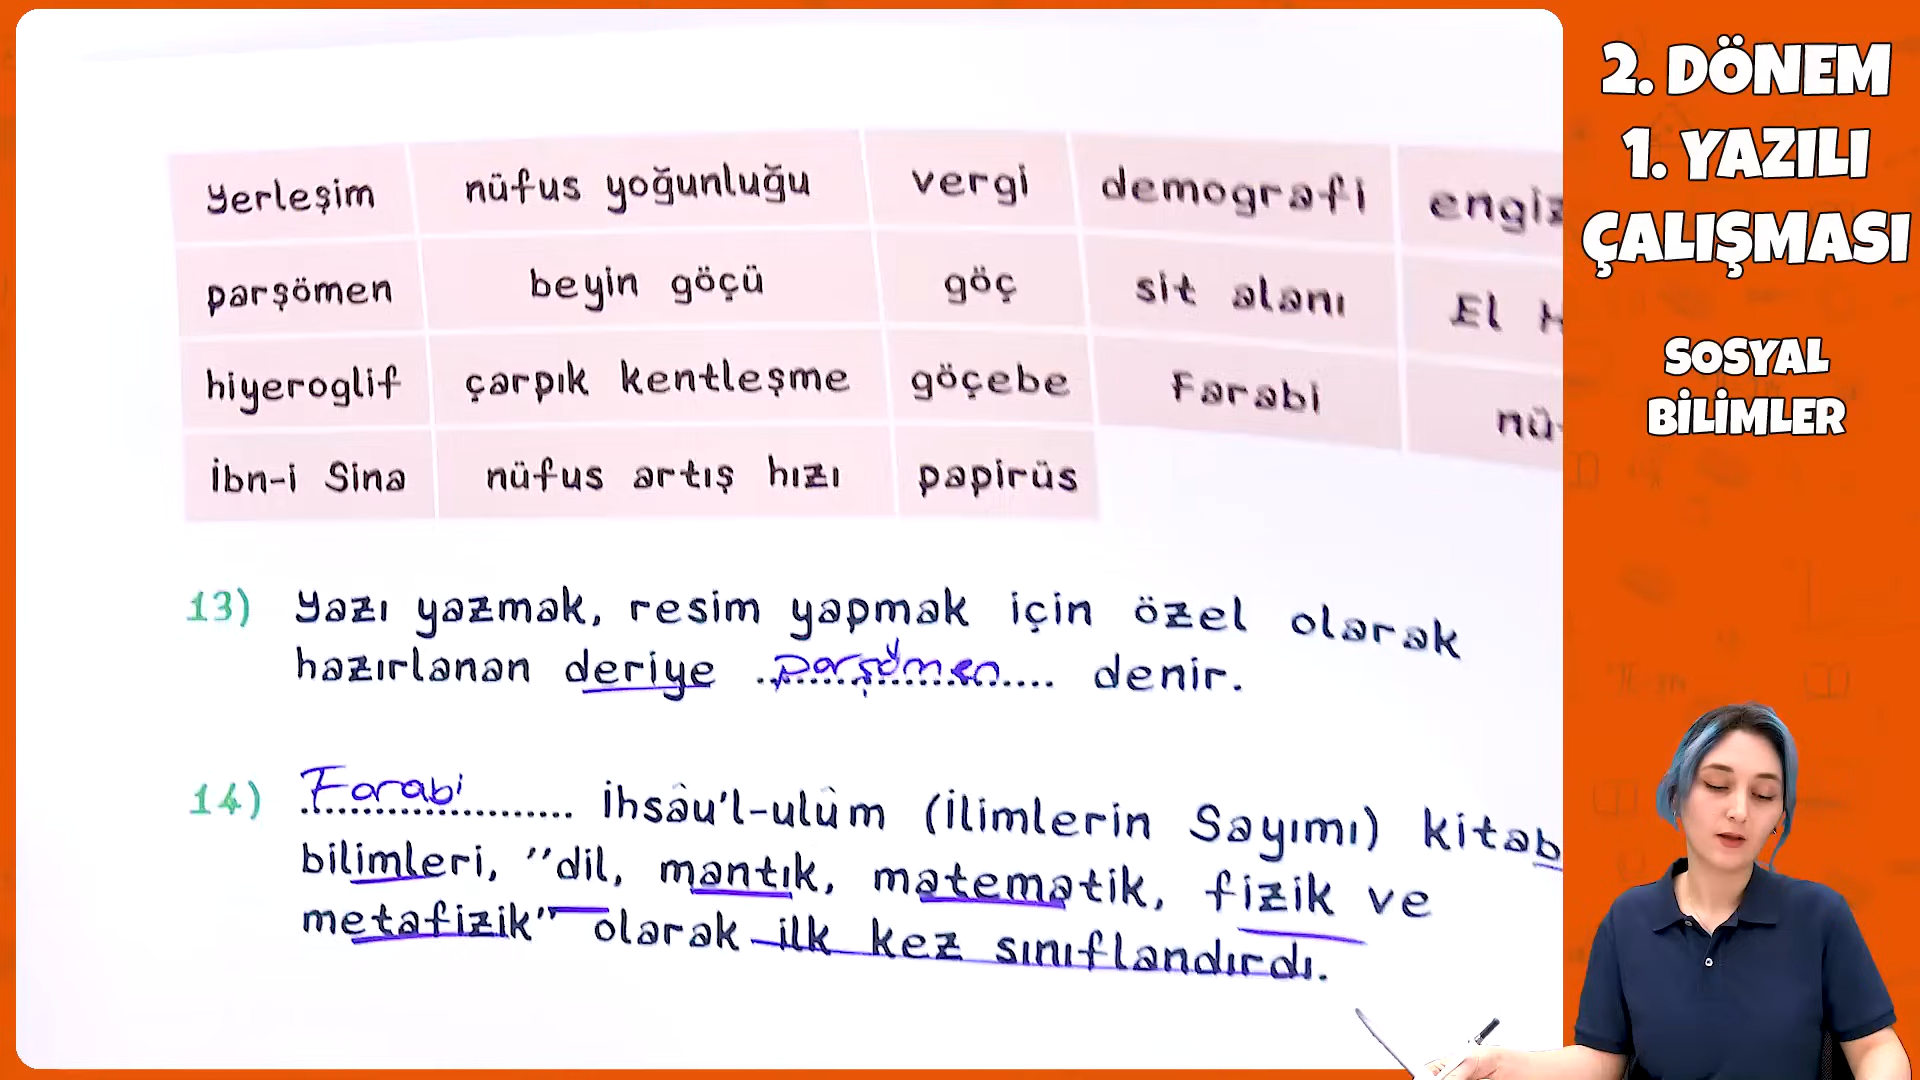 yerleşim nüfus yoğunluğu vergi demografi
parşömen beyin göçü göç sit alanı El
hiyeroglif çarpık kentleşme göçebe Farabi
İbn-i Sina nüfus artış hızı papirüs
13) Yazı yazmak, resim yapmak için özel olarak
hazırlanan deriye parşömen denir.
14) Farabi İhsâu'l-ulûm (İlimlerin Sayımı)
bilimleri, "dil, mantık, matematik, fizik ve
metafizik" olarak ilk kez sınıflandırdı.
2. DÖNEM
1. YAZILI
ÇALIŞMASI
SOSYAL
BİLİMLER